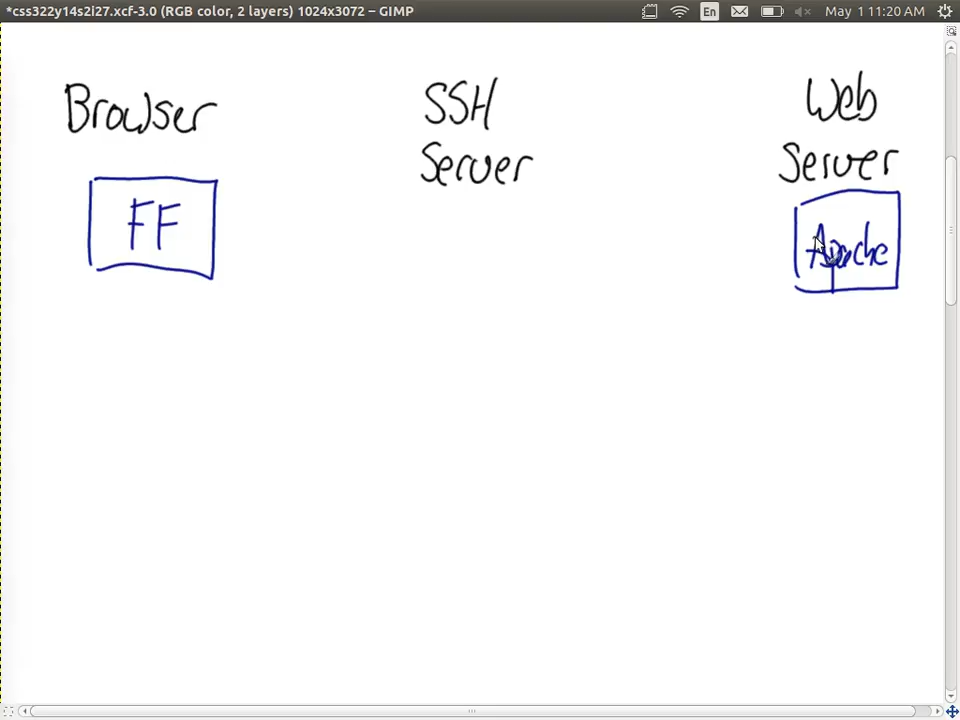 *css322y14s2i27.xcf-3.0 (RGB color, 2 layers) 1024x3072 – GIMP
En
May 1 11:20 AM
Browser
SSH
Server
Web
Server
FF
Apache